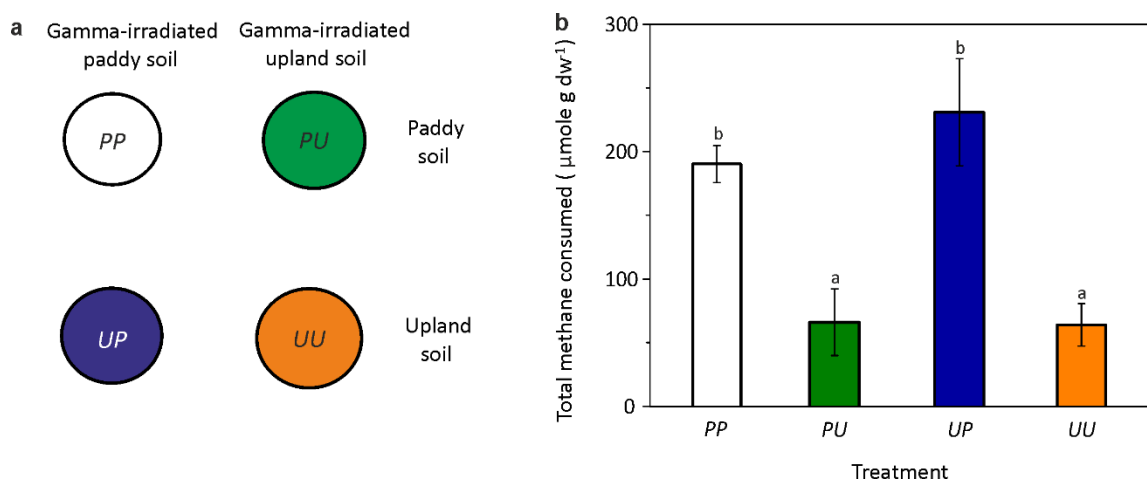 a
Gamma-irradiated
paddy soil
Gamma-irradiated
upland soil
PP
PU
Paddy
soil
UP
UU
Upland
soil
b
Total methane consumed ( µmole g dw⁻¹)
300
200
100
0
b
a
b
a
PP
PU
UP
UU
Treatment